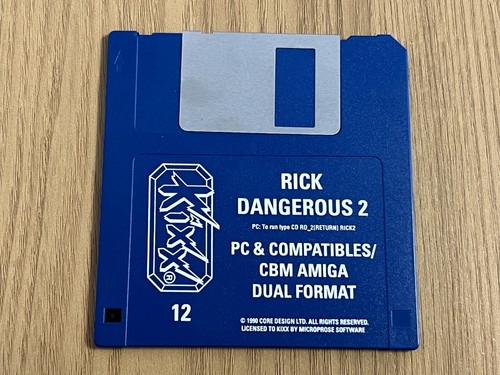 RICK
DANGEROUS 2
PC: To run type CD RD_2(RETURN) RICK2
PC & COMPATIBLES/
CBM AMIGA
DUAL FORMAT
KIXX
®
12
© 1990 CORE DESIGN LTD. ALL RIGHTS RESERVED.
LICENSED TO KIXX BY MICROPROSE SOFTWARE